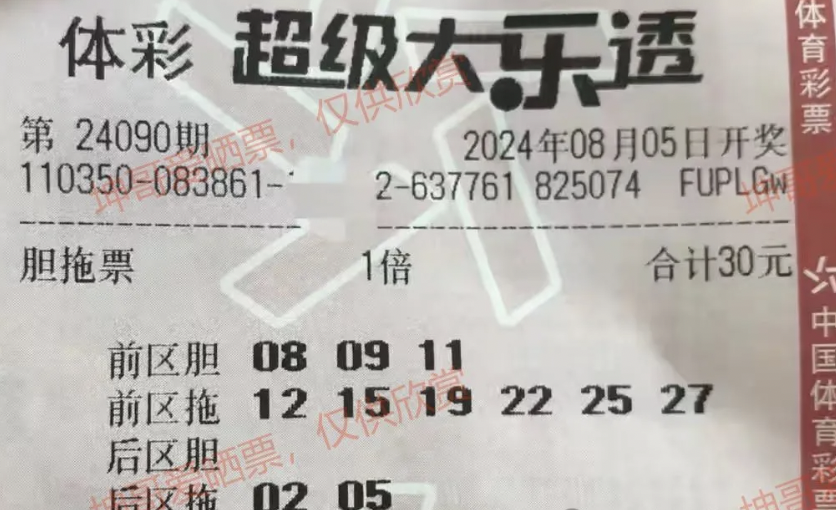 体彩 超级大乐透
第 24090期 2024年08月05日开奖
110350-083861- 2-637761 825074 FUPLGW
胆拖票 1倍 合计30元
前区胆 08 09 11
前区拖 12 15 19 22 25 27
后区胆
后区拖 02 05
体育彩票
中国体育彩票
坤哥爱晒票，仅供欣赏
坤哥爱晒票，仅供欣赏